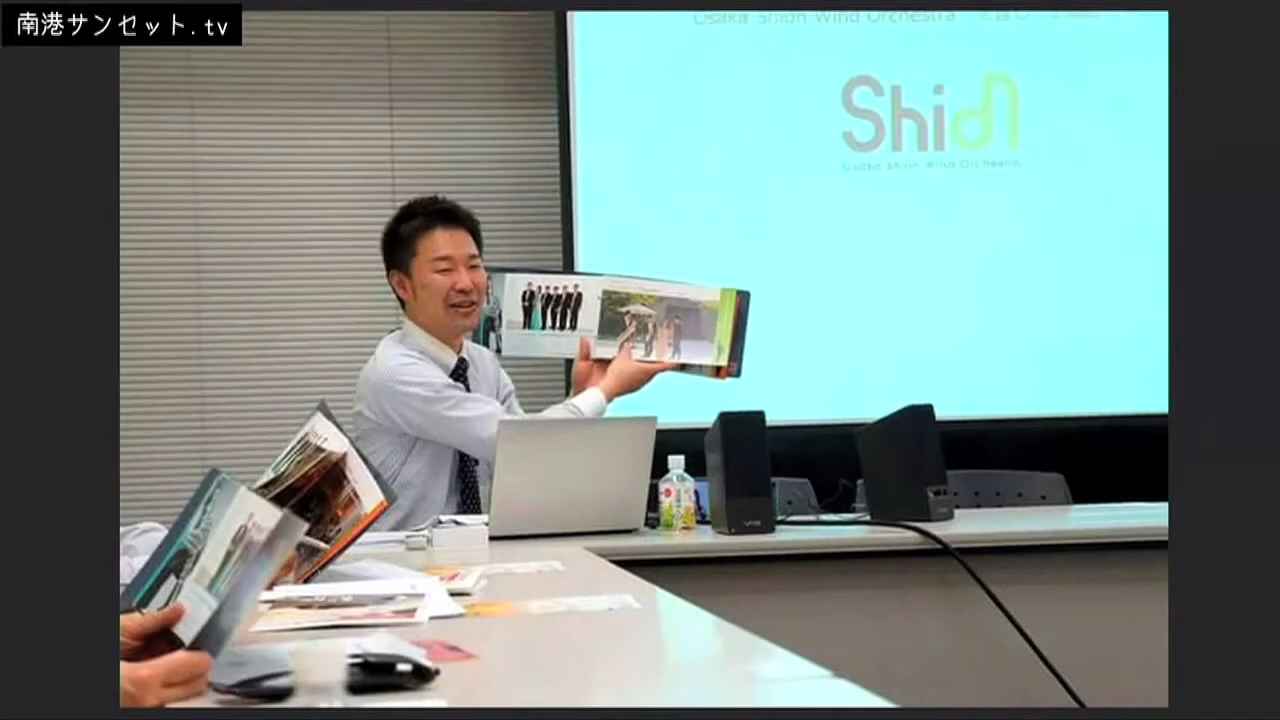 南港サンセット.tv
Osaka Shion Wind Orchestra
Shion
Osaka Shion Wind Orchestra